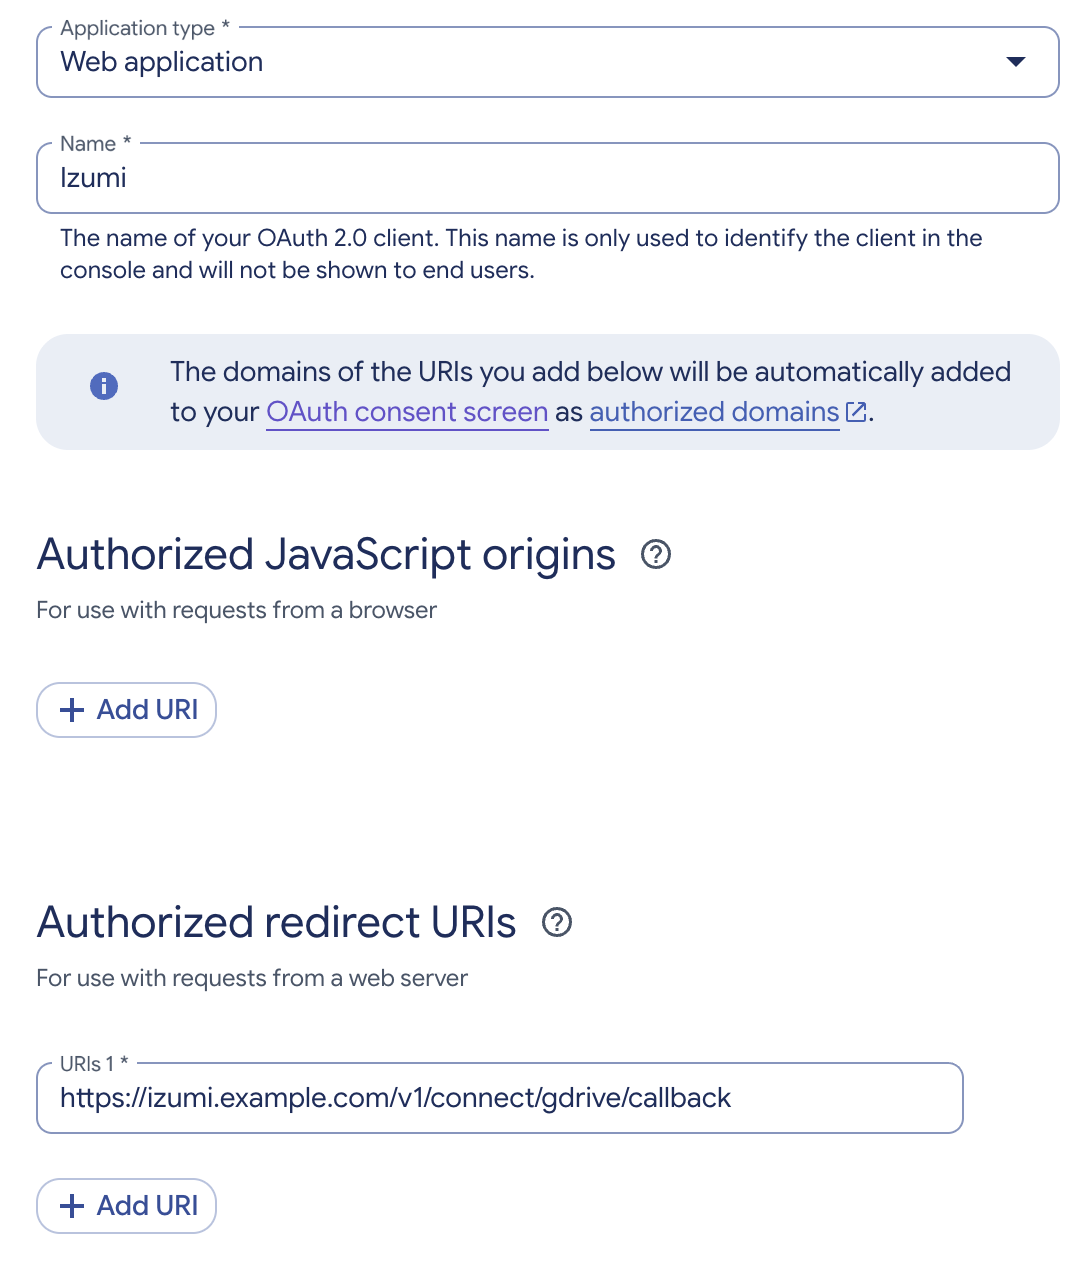 Application type *
Web application
Name *
Izumi
The name of your OAuth 2.0 client. This name is only used to identify the client in the
console and will not be shown to end users.
The domains of the URIs you add below will be automatically added
to your OAuth consent screen as authorized domains.
Authorized JavaScript origins
For use with requests from a browser
Add URI
Authorized redirect URIs
For use with requests from a web server
URIs 1 *
https://izumi.example.com/v1/connect/gdrive/callback
Add URI